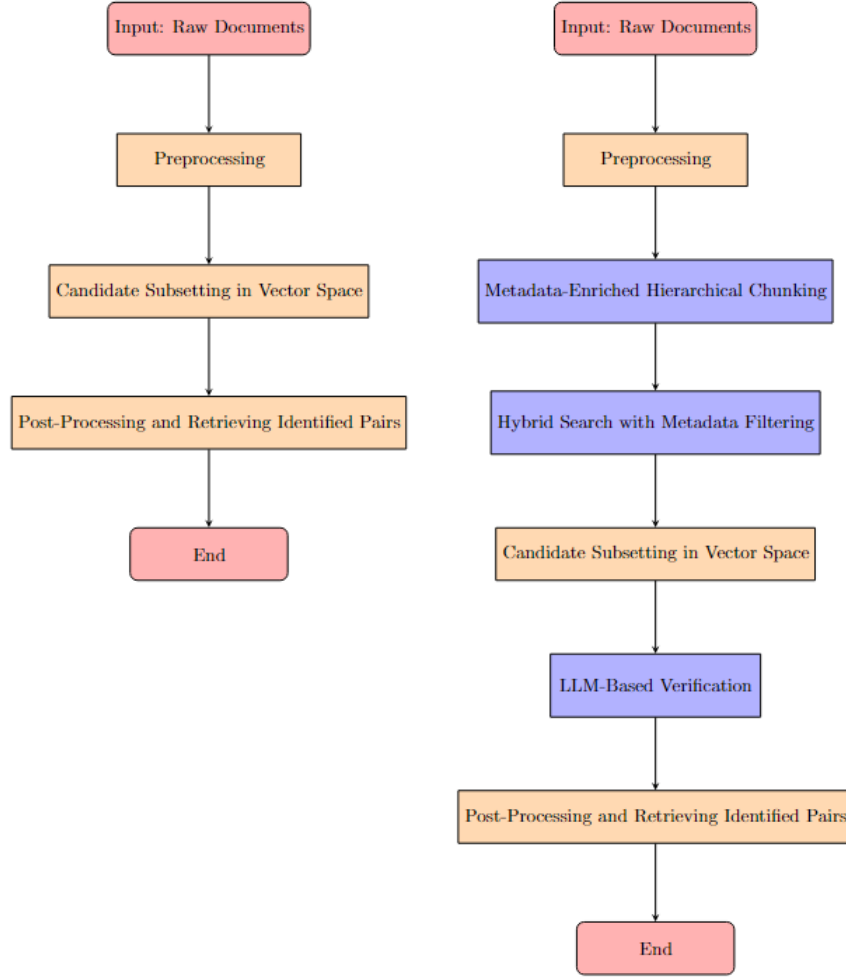 Input: Raw Documents
Preprocessing
Candidate Subsetting in Vector Space
Post-Processing and Retrieving Identified Pairs
End
Input: Raw Documents
Preprocessing
Metadata-Enriched Hierarchical Chunking
Hybrid Search with Metadata Filtering
Candidate Subsetting in Vector Space
LLM-Based Verification
Post-Processing and Retrieving Identified Pairs
End